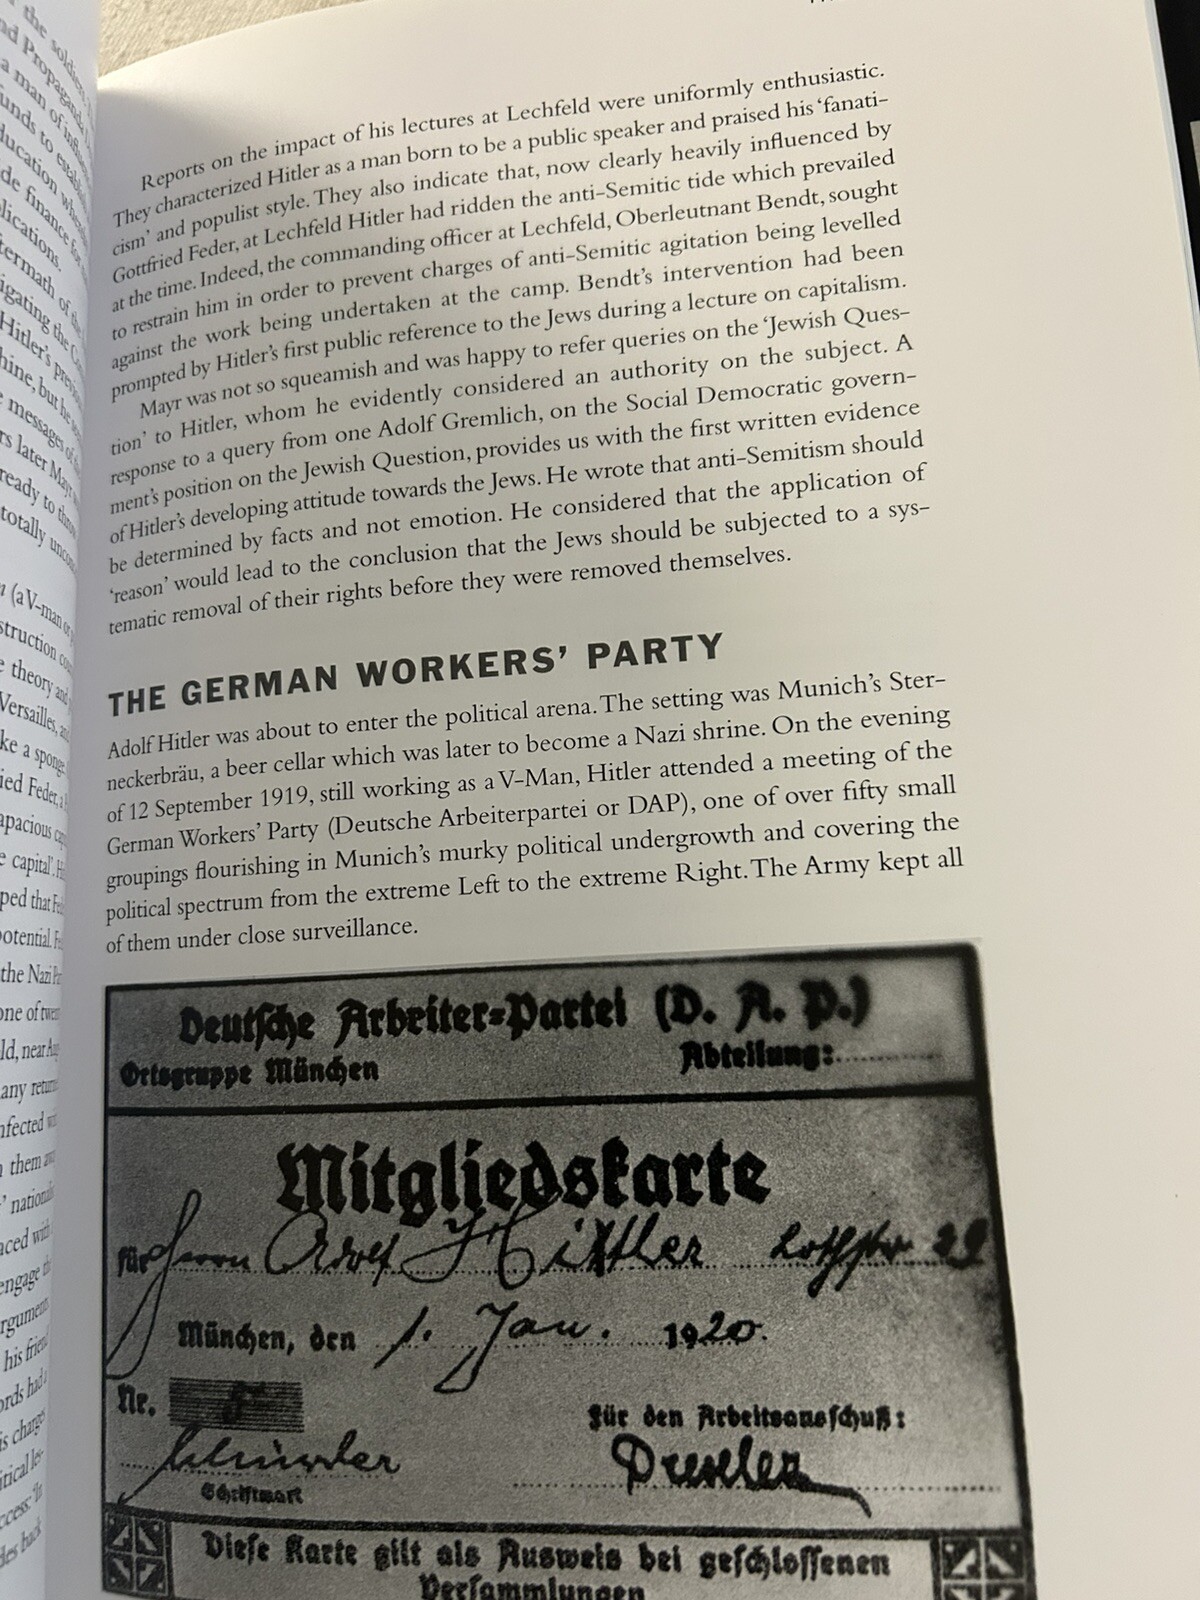 Reports on the impact of his lectures at Lechfeld were uniformly enthusiastic.
They characterized Hitler as a man born to be a public speaker and praised his ‘fanati-
cism’ and populist style. They also indicate that, now clearly heavily influenced by
Gottfried Feder, at Lechfeld Hitler had ridden the anti-Semitic tide which prevailed
at the time. Indeed, the commanding officer at Lechfeld, Oberleutnant Bendt, sought
to restrain him in order to prevent charges of anti-Semitic agitation being levelled
against the work being undertaken at the camp. Bendt’s intervention had been
prompted by Hitler’s first public reference to the Jews during a lecture on capitalism.
Mayr was not so squeamish and was happy to refer queries on the ‘Jewish Ques-
tion’ to Hitler, whom he evidently considered an authority on the subject. A
response to a query from one Adolf Gremlich, on the Social Democratic govern-
ment’s position on the Jewish Question, provides us with the first written evidence
of Hitler’s developing attitude towards the Jews. He wrote that anti-Semitism should
be determined by facts and not emotion. He considered that the application of
‘reason’ would lead to the conclusion that the Jews should be subjected to a sys-
tematic removal of their rights before they were removed themselves.
THE GERMAN WORKERS’ PARTY
Adolf Hitler was about to enter the political arena. The setting was Munich’s Ster-
neckerbräu, a beer cellar which was later to become a Nazi shrine. On the evening
of 12 September 1919, still working as a V-Man, Hitler attended a meeting of the
German Workers’ Party (Deutsche Arbeiterpartei or DAP), one of over fifty small
groupings flourishing in Munich’s murky political undergrowth and covering the
political spectrum from the extreme Left to the extreme Right. The Army kept all
of them under close surveillance.
Deutsche Arbeiter-Partei (D. A. P.)
Ortsgruppe München Abteilung:
Mitgliedskarte
für Herrn Adolf Hittler Lothstr 29
München, den 1. Jan. 1920.
Nr.
Für den Arbeitsausschuß:
Drexler
Schriftwart
Diese Karte gilt als Ausweis bei geschlossenen
Versammlungen